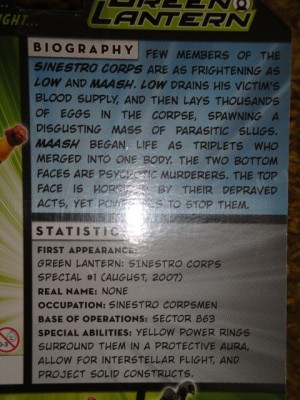 GREEN
LANTERN
GHT...
BIOGRAPHY FEW MEMBERS OF THE
SINESTRO CORPS ARE AS FRIGHTENING AS
LOW AND MAASH. LOW DRAINS HIS VICTIM'S
BLOOD SUPPLY, AND THEN LAYS THOUSANDS
OF EGGS IN THE CORPSE, SPAWNING A
DISGUSTING MASS OF PARASITIC SLUGS.
MAASH BEGAN LIFE AS TRIPLETS WHO
MERGED INTO ONE BODY. THE TWO BOTTOM
FACES ARE PSYCHOTIC MURDERERS. THE TOP
FACE IS BY THEIR DEPRAVED
ACTS, YET TO STOP THEM.
STATISTIC
FIRST APPEARANCE:
GREEN LANTERN: SINESTRO CORPS
SPECIAL #1 (AUGUST, 2007)
REAL NAME: NONE
OCCUPATION: SINESTRO CORPSMEN
BASE OF OPERATIONS: SECTOR 863
SPECIAL ABILITIES: YELLOW POWER RINGS
SURROUND THEM IN A PROTECTIVE AURA,
ALLOW FOR INTERSTELLAR FLIGHT, AND
PROJECT SOLID CONSTRUCTS.